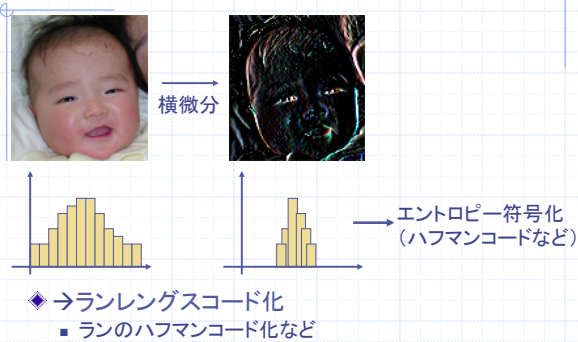 横微分
エントロピー符号化
（ハフマンコードなど）
→ランレングスコード化
ランのハフマンコード化など